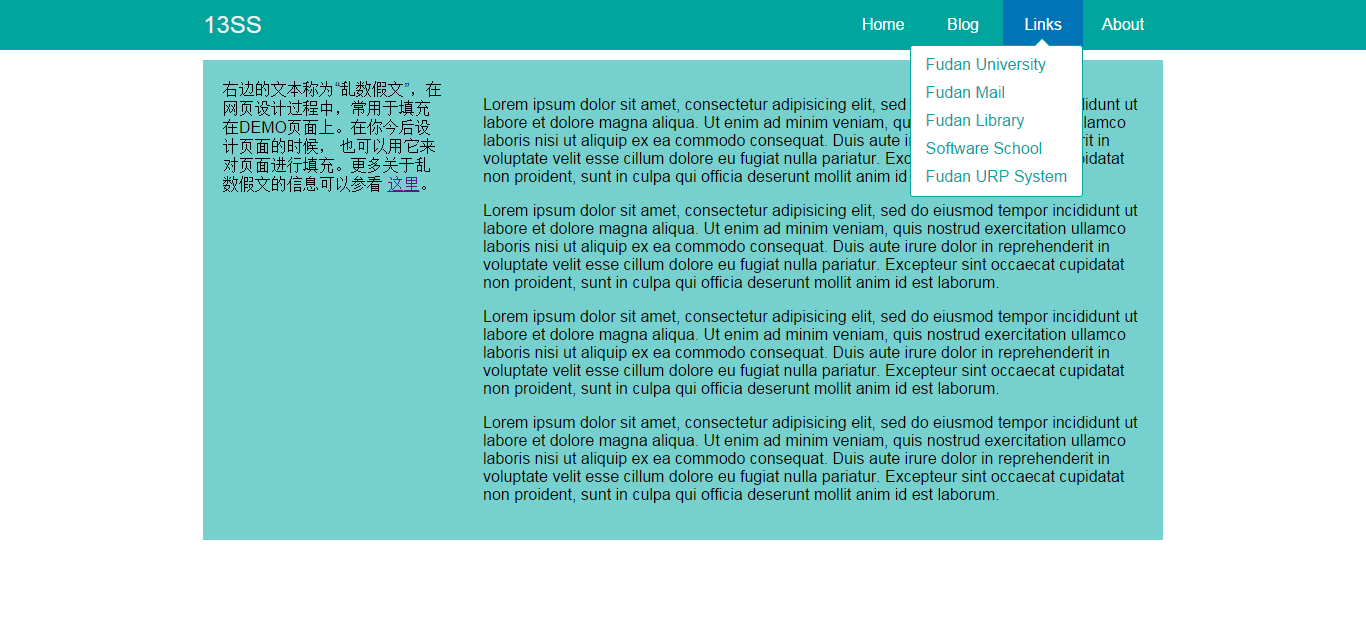 13SS
Home
Blog
Links
About
Fudan University
Fudan Mail
Fudan Library
Software School
Fudan URP System
右边的文本称为“乱数假文”，在
网页设计过程中，常用于填充
在DEMO页面上。在你今后设
计页面的时候， 也可以用它来
对页面进行填充。更多关于乱
数假文的信息可以参看 这里。
Lorem ipsum dolor sit amet, consectetur adipisicing elit, sed
labore et dolore magna aliqua. Ut enim ad minim veniam,
laboris nisi ut aliquip ex ea commodo consequat. Duis aute
voluptate velit esse cillum dolore eu fugiat nulla pariatur.
non proident, sunt in culpa qui officia deserunt mollit anim id
Lorem ipsum dolor sit amet, consectetur adipisicing elit, sed do eiusmod tempor incididunt ut
labore et dolore magna aliqua. Ut enim ad minim veniam, quis nostrud exercitation ullamco
laboris nisi ut aliquip ex ea commodo consequat. Duis aute irure dolor in reprehenderit in
voluptate velit esse cillum dolore eu fugiat nulla pariatur. Excepteur sint occaecat cupidatat
non proident, sunt in culpa qui officia deserunt mollit anim id est laborum.
Lorem ipsum dolor sit amet, consectetur adipisicing elit, sed do eiusmod tempor incididunt ut
labore et dolore magna aliqua. Ut enim ad minim veniam, quis nostrud exercitation ullamco
laboris nisi ut aliquip ex ea commodo consequat. Duis aute irure dolor in reprehenderit in
voluptate velit esse cillum dolore eu fugiat nulla pariatur. Excepteur sint occaecat cupidatat
non proident, sunt in culpa qui officia deserunt mollit anim id est laborum.
Lorem ipsum dolor sit amet, consectetur adipisicing elit, sed do eiusmod tempor incididunt ut
labore et dolore magna aliqua. Ut enim ad minim veniam, quis nostrud exercitation ullamco
laboris nisi ut aliquip ex ea commodo consequat. Duis aute irure dolor in reprehenderit in
voluptate velit esse cillum dolore eu fugiat nulla pariatur. Excepteur sint occaecat cupidatat
non proident, sunt in culpa qui officia deserunt mollit anim id est laborum.